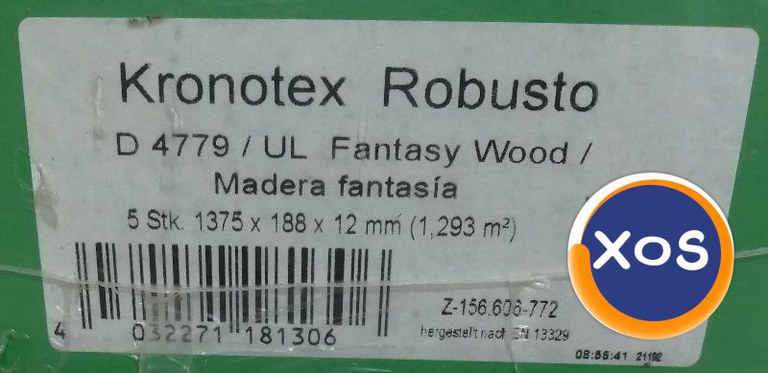 Kronotex Robusto
D 4779 / UL Fantasy Wood /
Madera fantasía
5 Stk. 1375 x 188 x 12 mm (1,293 m²)
XOS
Z-156.606-772
4 032271 181306
hergestellt nach EN 13329
08:56:41 21192